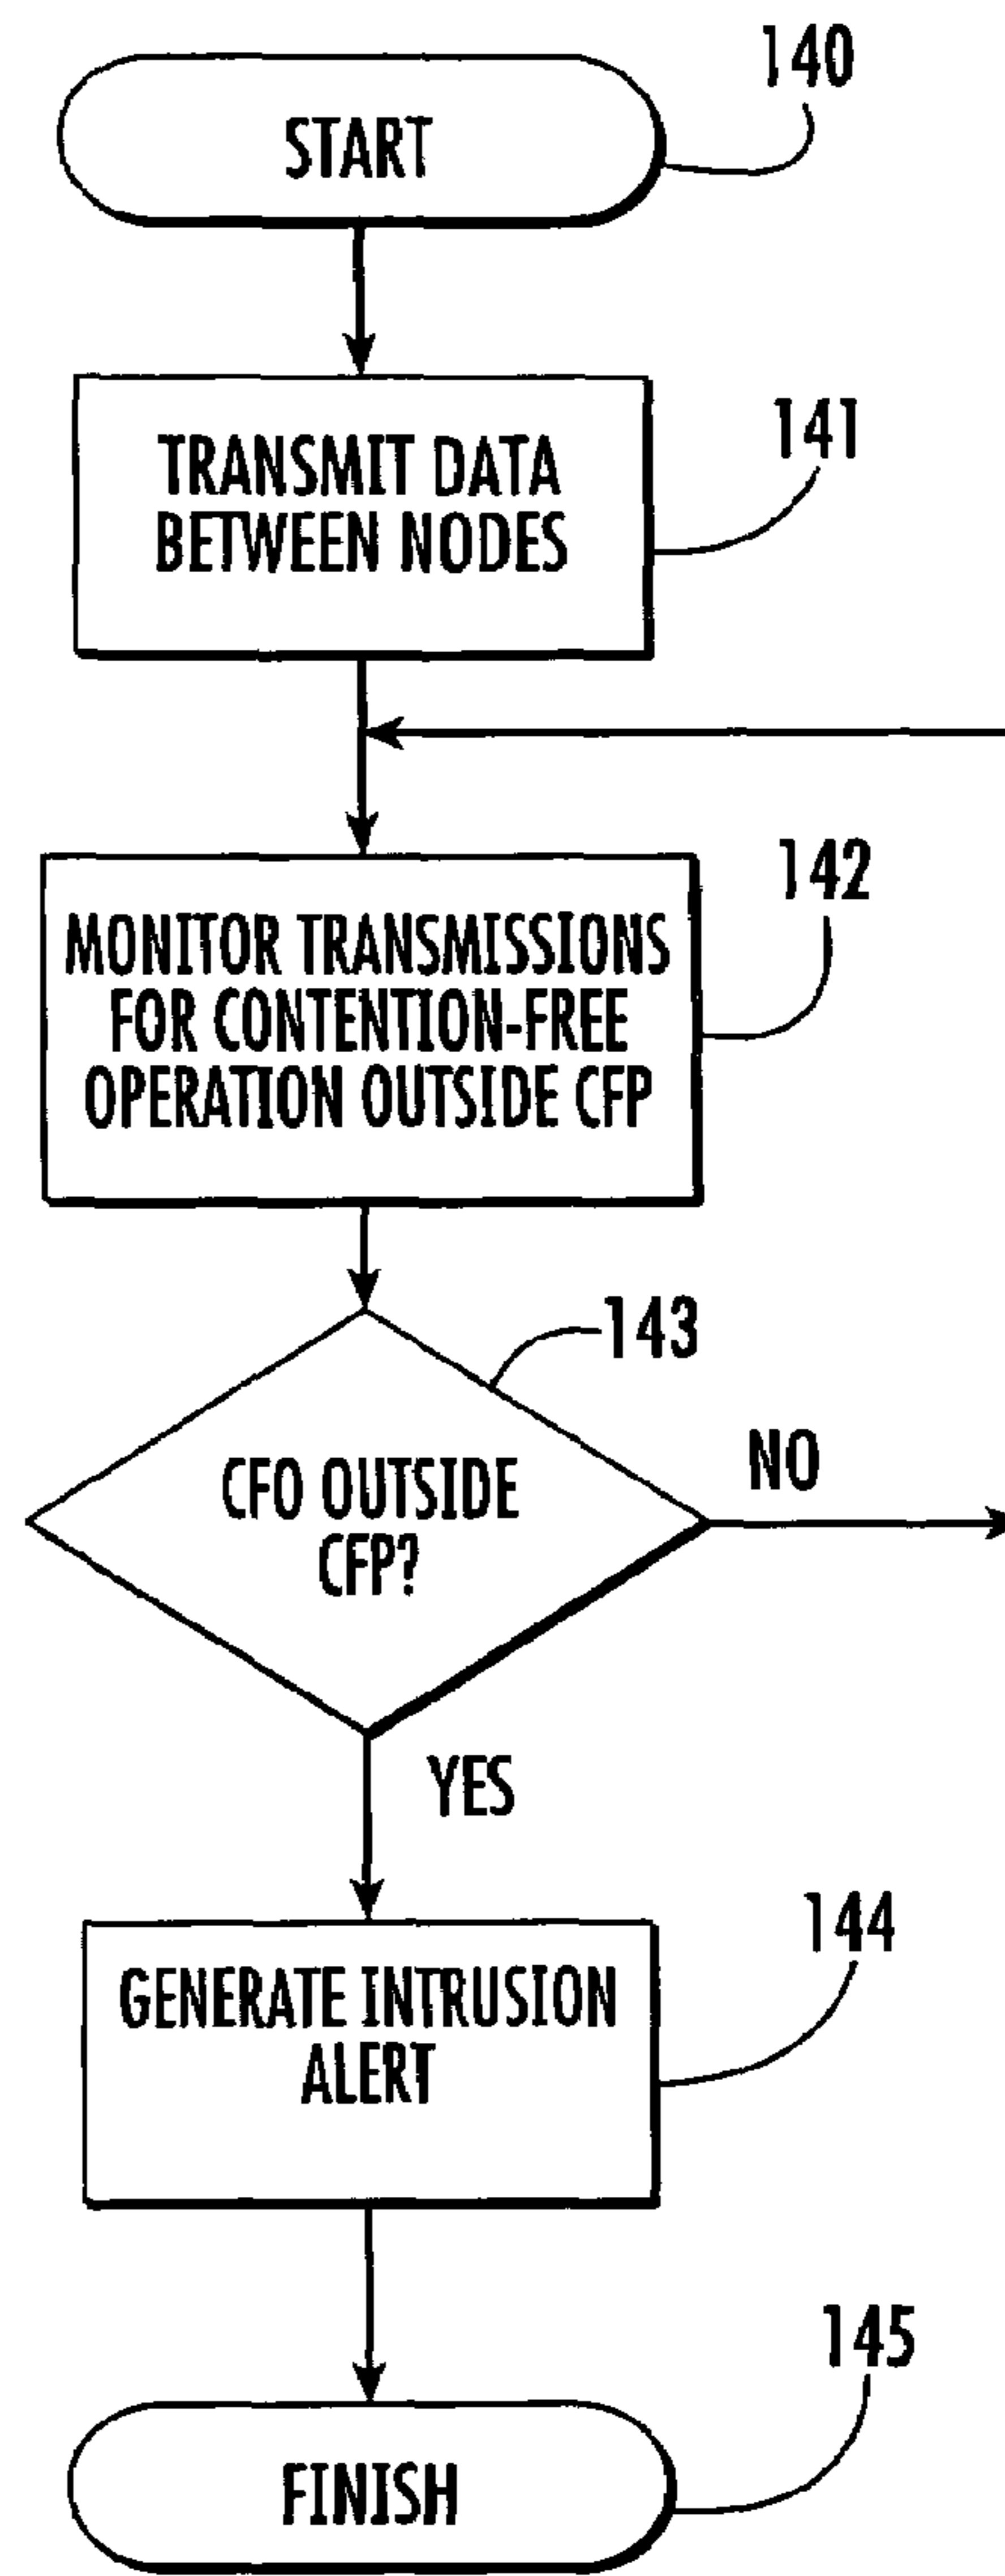 140
START
141
TRANSMIT DATA
BETWEEN NODES
142
MONITOR TRANSMISSIONS
FOR CONTENTION-FREE
OPERATION OUTSIDE CFP
143
CFO OUTSIDE
CFP?
NO
YES
144
GENERATE INTRUSION
ALERT
145
FINISH